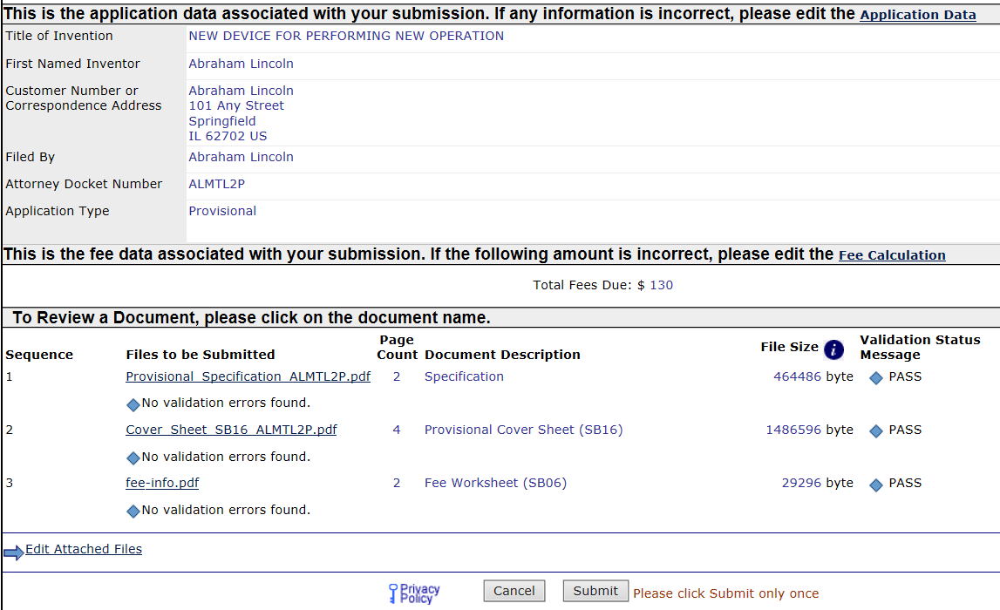 This is the application data associated with your submission. If any information is incorrect, please edit the Application Data
Title of Invention NEW DEVICE FOR PERFORMING NEW OPERATION
First Named Inventor Abraham Lincoln
Customer Number or Abraham Lincoln
Correspondence Address 101 Any Street
Springfield
IL 62702 US
Filed By Abraham Lincoln
Attorney Docket Number ALMTL2P
Application Type Provisional
This is the fee data associated with your submission. If the following amount is incorrect, please edit the Fee Calculation
Total Fees Due: $ 130
To Review a Document, please click on the document name.
Sequence Files to be Submitted Page Count Document Description File Size i Validation Status Message
1 Provisional_Specification_ALMTL2P.pdf 2 Specification 464486 byte PASS
No validation errors found.
2 Cover_Sheet_SB16_ALMTL2P.pdf 4 Provisional Cover Sheet (SB16) 1486596 byte PASS
No validation errors found.
3 fee-info.pdf 2 Fee Worksheet (SB06) 29296 byte PASS
No validation errors found.
Edit Attached Files
Privacy Policy Cancel Submit Please click Submit only once